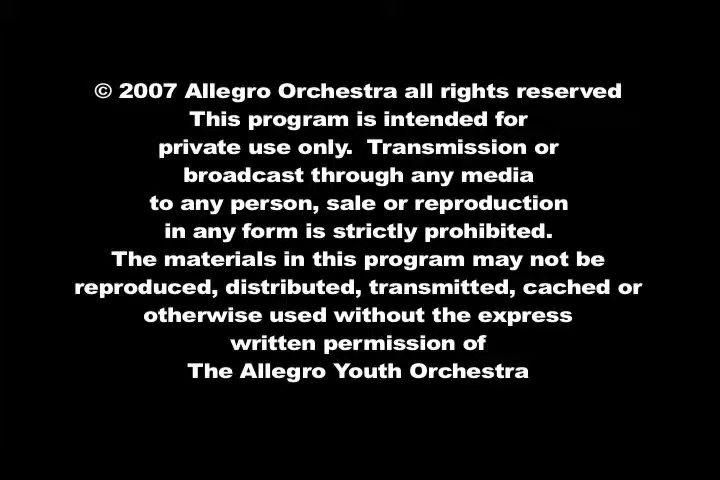 © 2007 Allegro Orchestra all rights reserved
This program is intended for
private use only.  Transmission or
broadcast through any media
to any person, sale or reproduction
in any form is strictly prohibited.
The materials in this program may not be
reproduced, distributed, transmitted, cached or
otherwise used without the express
written permission of
The Allegro Youth Orchestra